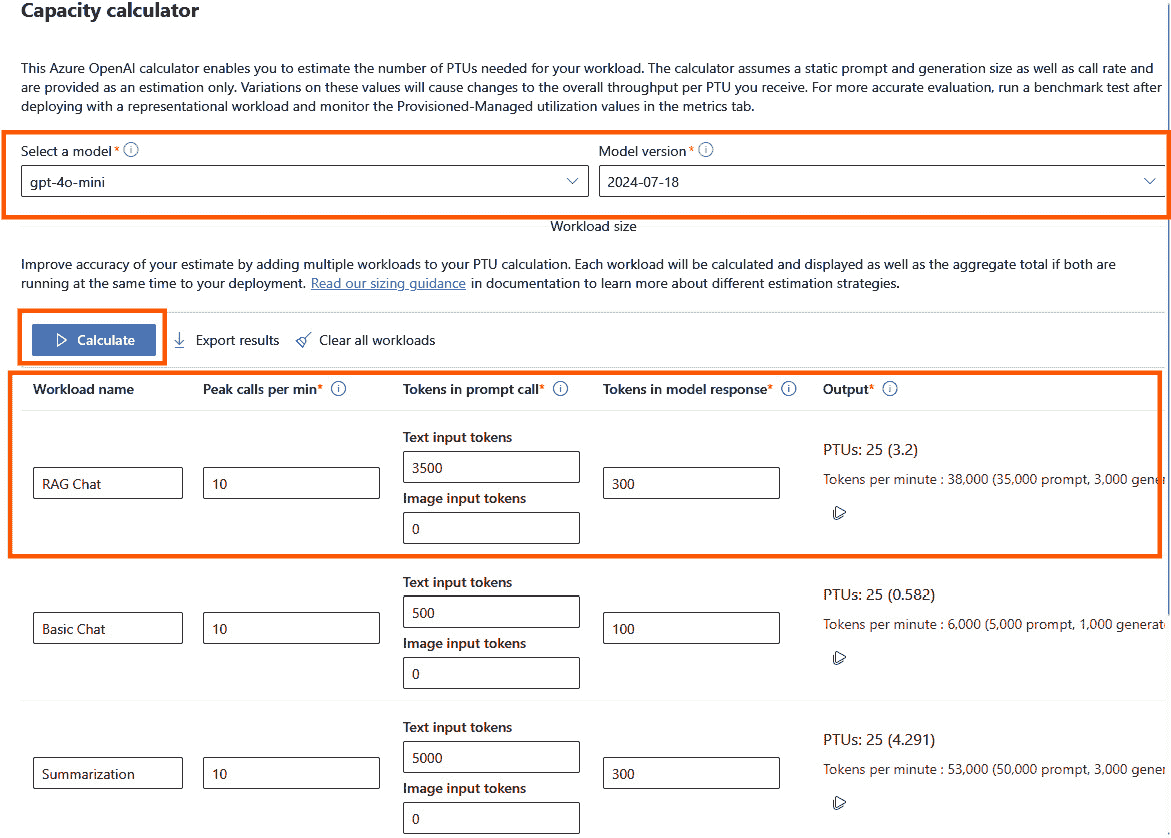 Capacity calculator
This Azure OpenAI calculator enables you to estimate the number of PTUs needed for your workload. The calculator assumes a static prompt and generation size as well as call rate and
are provided as an estimation only. Variations on these values will cause changes to the overall throughput per PTU you receive. For more accurate evaluation, run a benchmark test after
deploying with a representational workload and monitor the Provisioned-Managed utilization values in the metrics tab.
Select a model* Model version*
gpt-4o-mini 2024-07-18
Workload size
Improve accuracy of your estimate by adding multiple workloads to your PTU calculation. Each workload will be calculated and displayed as well as the aggregate total if both are
running at the same time to your deployment. Read our sizing guidance in documentation to learn more about different estimation strategies.
Calculate Export results Clear all workloads
Workload name Peak calls per min* Tokens in prompt call* Tokens in model response* Output*
Text input tokens
PTUs: 25 (3.2)
3500
Tokens per minute : 38,000 (35,000 prompt, 3,000 gener
RAG Chat 10 300
Image input tokens
0
Text input tokens
PTUs: 25 (0.582)
500
Tokens per minute : 6,000 (5,000 prompt, 1,000 generat
Basic Chat 10 100
Image input tokens
0
Text input tokens
PTUs: 25 (4.291)
5000
Tokens per minute : 53,000 (50,000 prompt, 3,000 gener
Summarization 10 300
Image input tokens
0